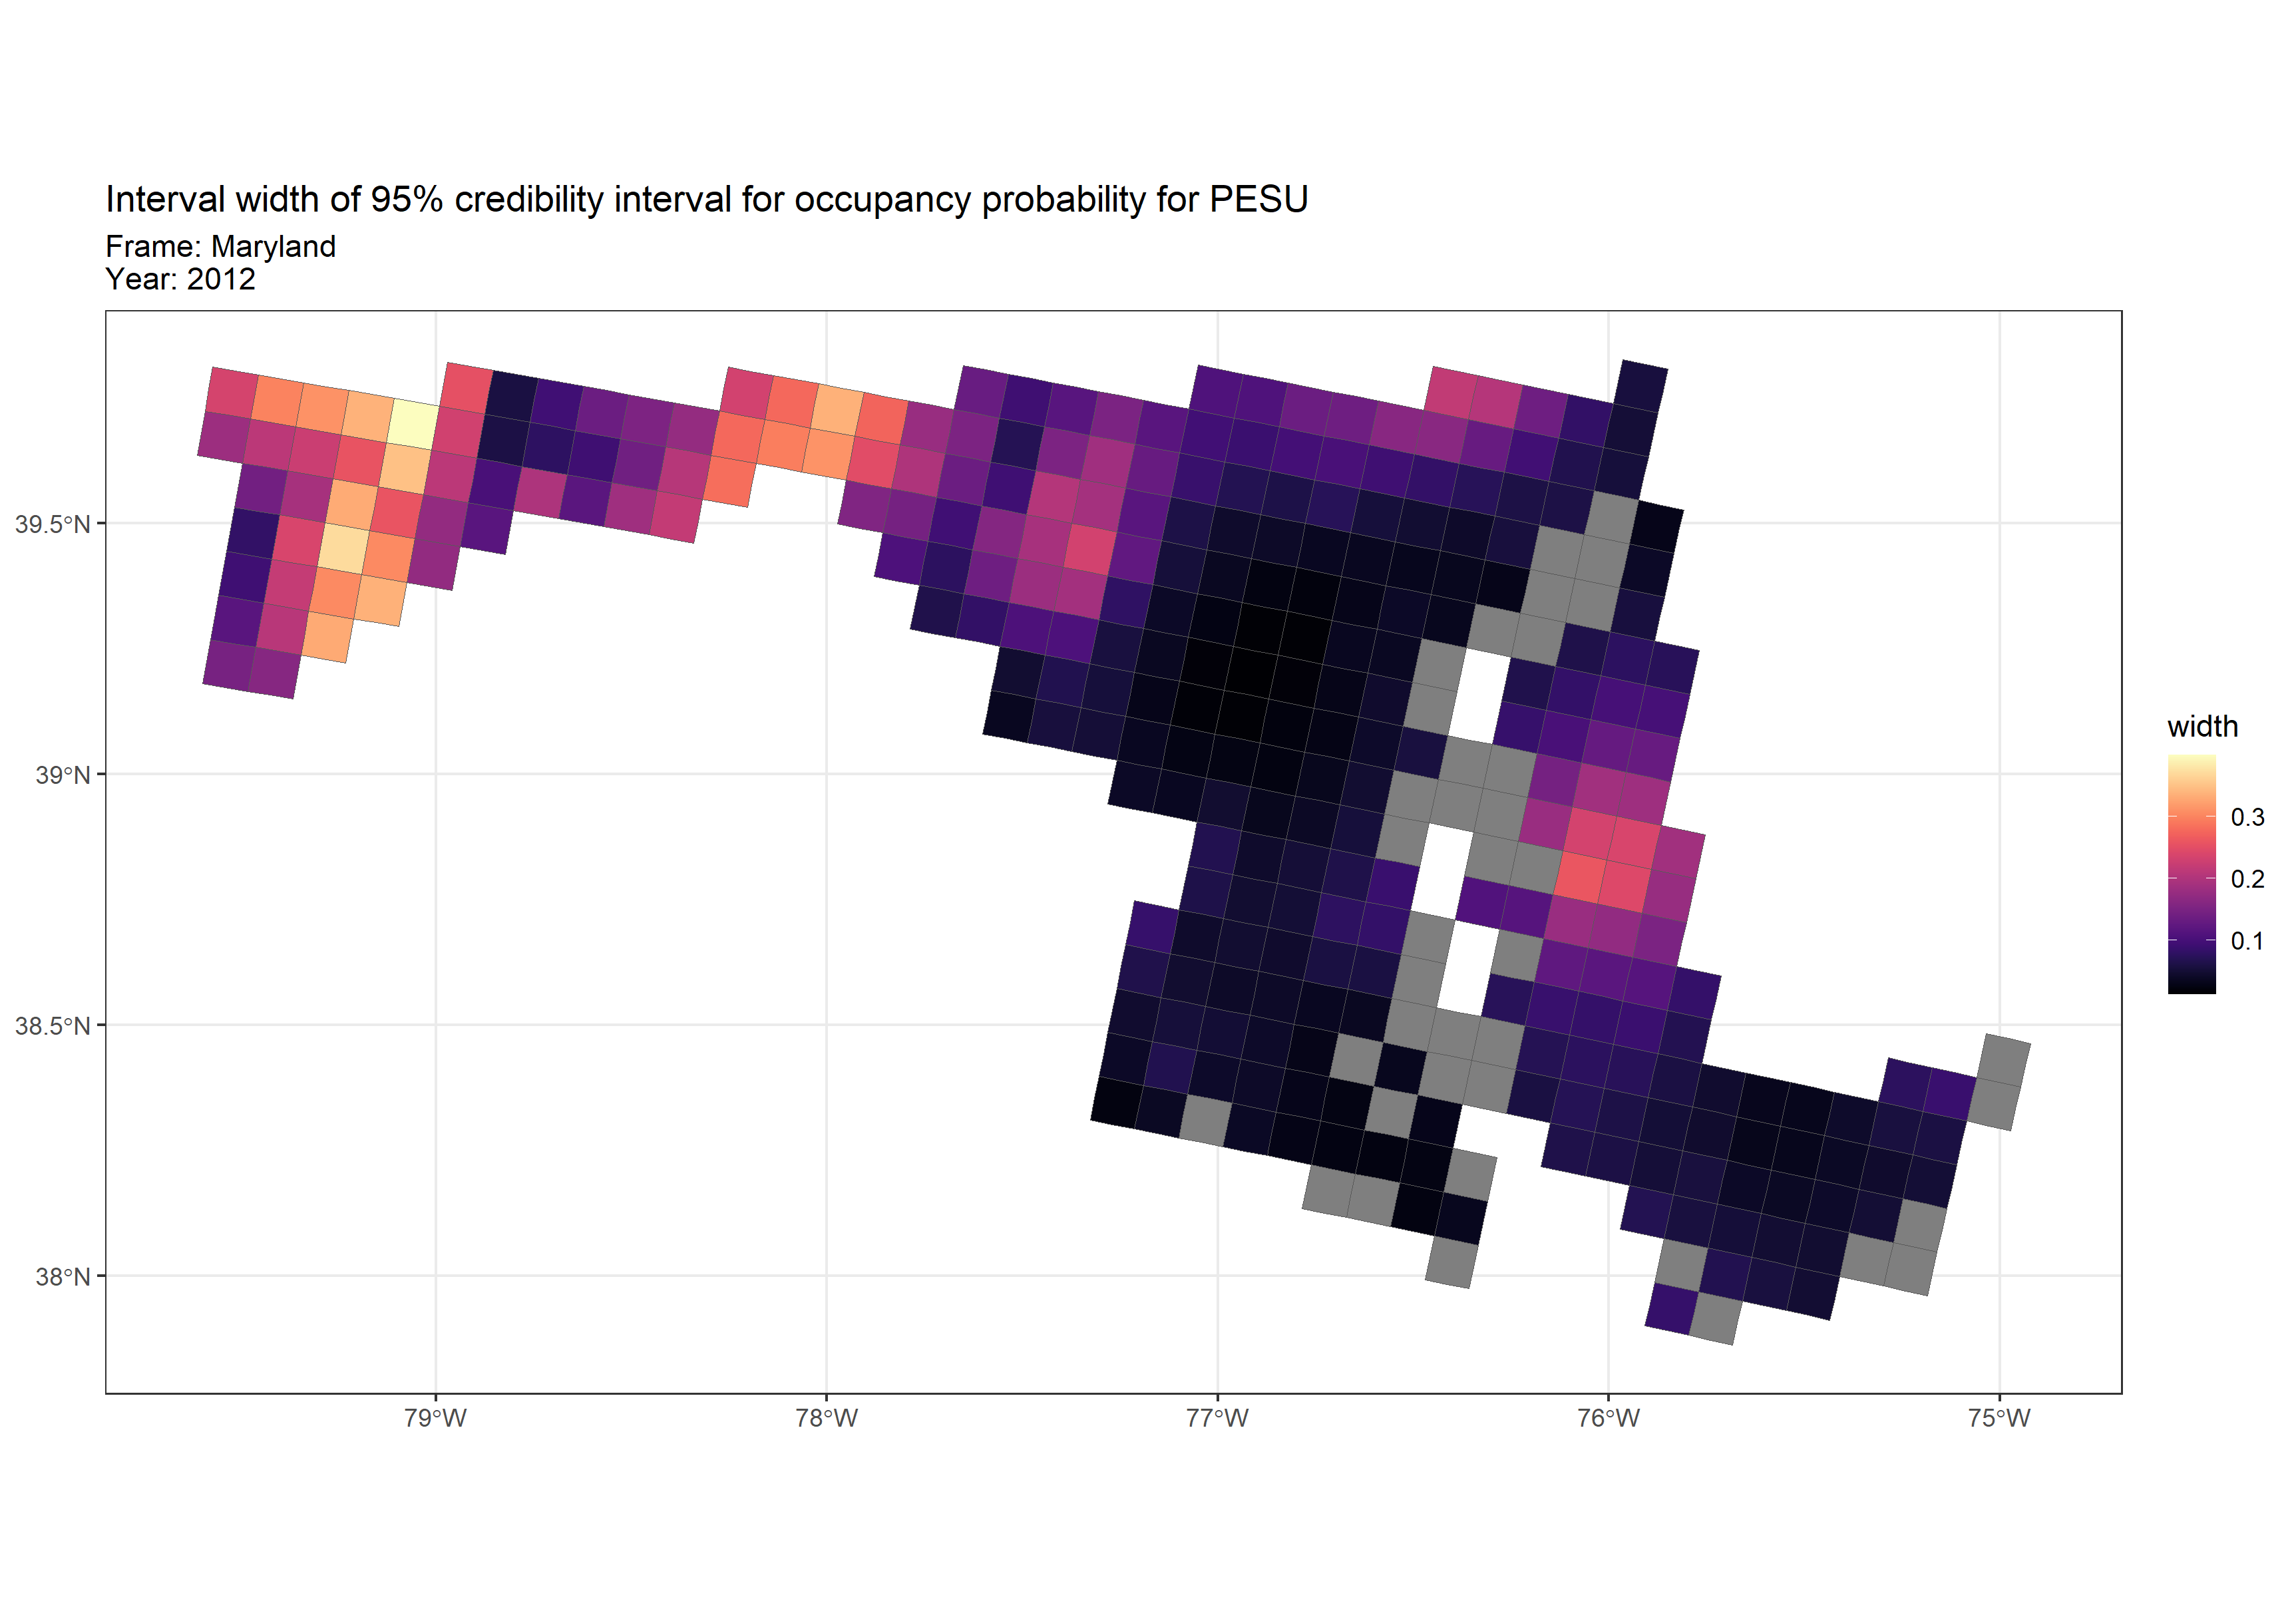 Interval width of 95% credibility interval for occupancy probability for PESU
Frame: Maryland
Year: 2012
39.5°N
39°N
38.5°N
38°N
79°W
78°W
77°W
76°W
75°W
width
0.3
0.2
0.1